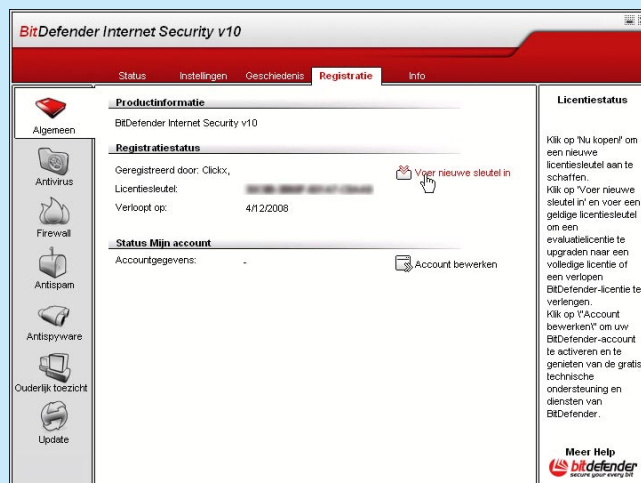 BitDefender Internet Security v10
Status Instellingen Geschiedenis Registratie Info
Algemeen
Antivirus
Firewall
Antispam
Antispyware
Ouderlijk toezicht
Update
Productinformatie
BitDefender Internet Security v10
Registratiestatus
Geregistreerd door: Clickx,
Voer nieuwe sleutel in
Licentiesleutel:
Verloopt op: 4/12/2008
Status Mijn account
Accountgegevens: -
Account bewerken
Licentiestatus
Klik op 'Nu kopen!' om
een nieuwe
licentiesleutel aan te
schaffen.
Klik op 'Voer nieuwe
sleutel in' en voer een
geldige licentiesleutel
om een
evaluatielicentie te
upgraden naar een
volledige licentie of
een verlopen
BitDefender-licentie te
verlengen.
Klik op \"Account
bewerken\" om uw
BitDefender-account
te activeren en te
genieten van de gratis
technische
ondersteuning en
diensten van
BitDefender.
Meer Help
bitdefender
secure your every bit